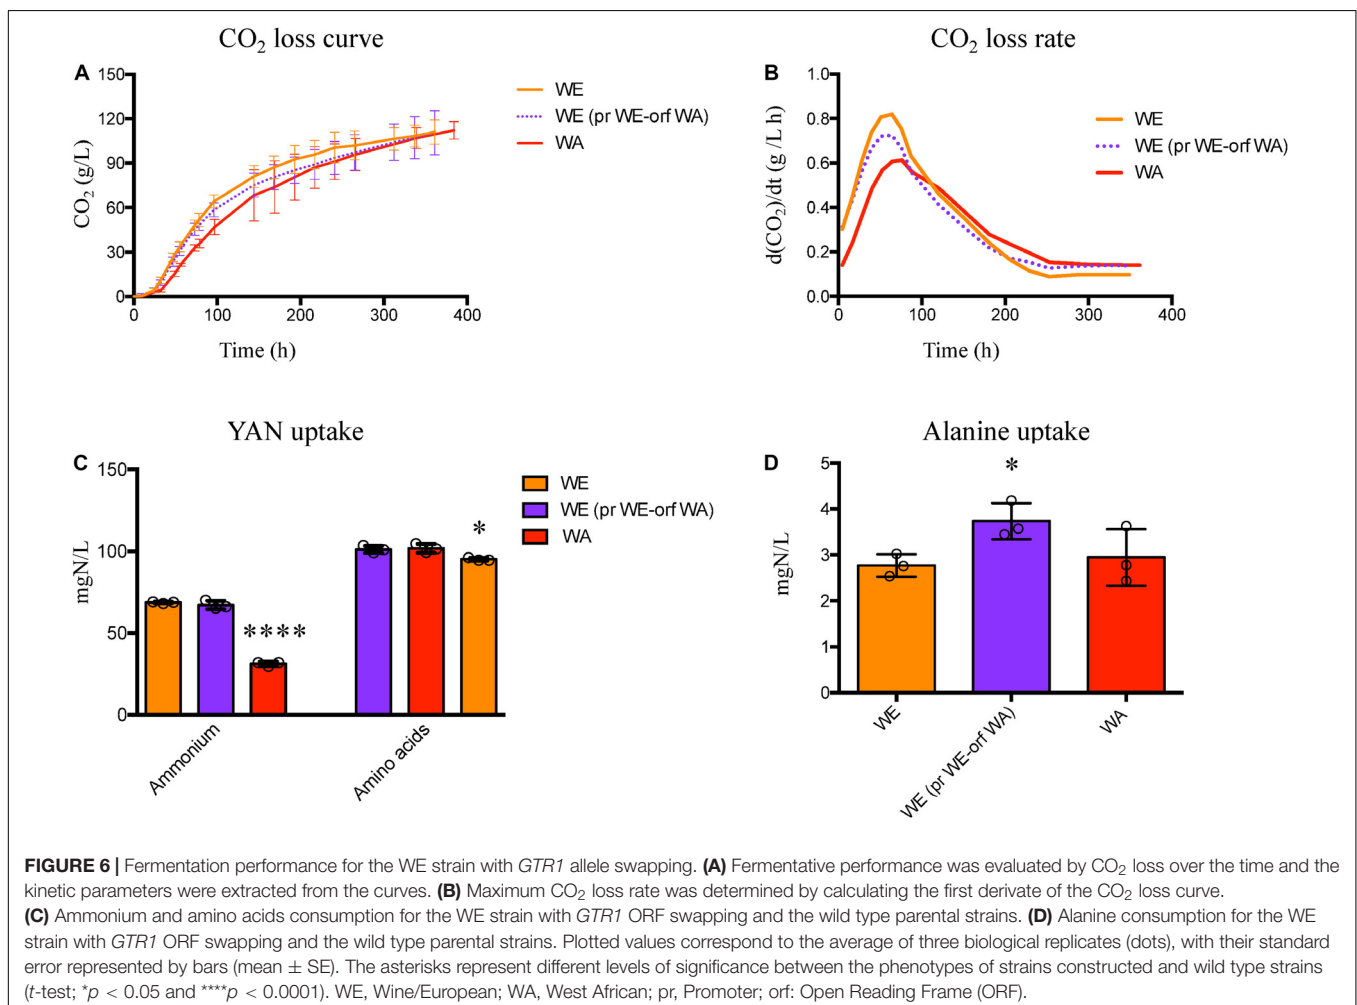 CO2 loss curve
A
150
120
90
60
30
0
CO2 (g/L)
0 100 200 300 400
Time (h)
WE
WE (pr WE-orf WA)
WA
CO2 loss rate
B
1.0
0.8
0.6
0.4
0.2
0.0
d(CO2)/dt (g /L h)
0 100 200 300 400
Time (h)
WE
WE (pr WE-orf WA)
WA
YAN uptake
C
150
100
50
0
mgN/L
****
*
Ammonium
Amino acids
WE
WE (pr WE-orf WA)
WA
Alanine uptake
D
5
4
3
2
1
0
mgN/L
*
WE
WE (pr WE-orf WA)
WA
FIGURE 6 | Fermentation performance for the WE strain with GTR1 allele swapping. (A) Fermentative performance was evaluated by CO2 loss over the time and the
kinetic parameters were extracted from the curves. (B) Maximum CO2 loss rate was determined by calculating the first derivate of the CO2 loss curve.
(C) Ammonium and amino acids consumption for the WE strain with GTR1 ORF swapping and the wild type parental strains. (D) Alanine consumption for the WE
strain with GTR1 ORF swapping and the wild type parental strains. Plotted values correspond to the average of three biological replicates (dots), with their standard
error represented by bars (mean ± SE). The asterisks represent different levels of significance between the phenotypes of strains constructed and wild type strains
(t-test; *p < 0.05 and ****p < 0.0001). WE, Wine/European; WA, West African; pr, Promoter; orf: Open Reading Frame (ORF).